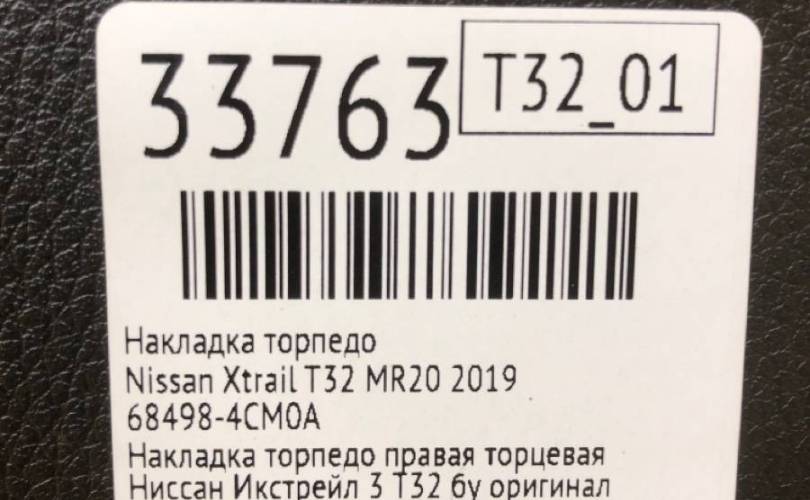 33763 T32_01
Накладка торпедо
Nissan Xtrail T32 MR20 2019
68498-4CM0A
Накладка торпедо правая торцевая
Ниссан Икстрейл 3 Т32 бу оригинал